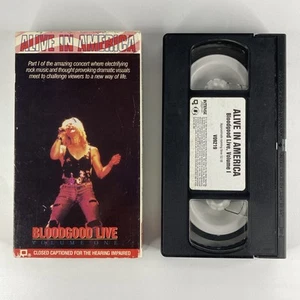 ALIVE IN AMERICA
Part I of the amazing concert where electrifying
rock music and thought provoking dramatic visuals
meet to challenge viewers to a new way of life.
BLOODGOOD LIVE
VOLUME ONE
CLOSED CAPTIONED FOR THE HEARING IMPAIRED
ALIVE IN AMERICA
Bloodgood Live, Volume I